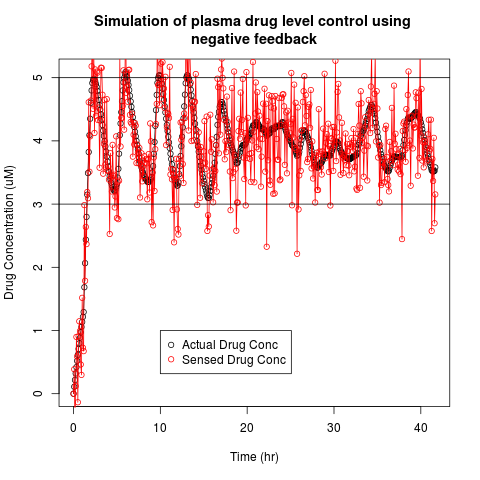 Simulation of plasma drug level control using
negative feedback
Drug Concentration (uM)
5
4
3
2
1
0
Actual Drug Conc
Sensed Drug Conc
0 10 20 30 40
Time (hr)